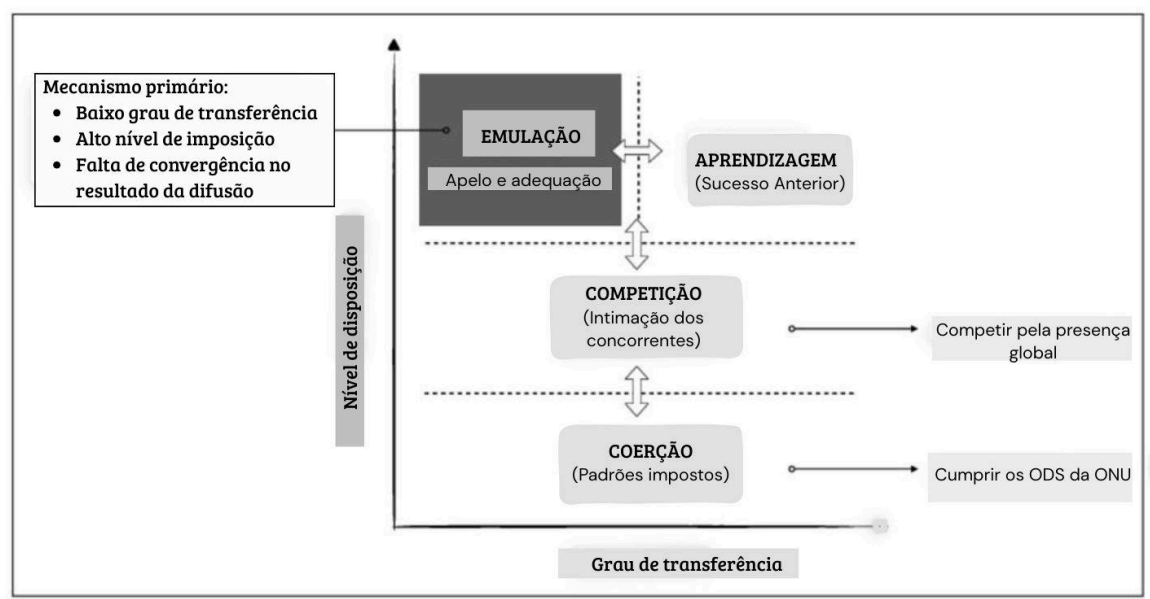 Mecanismo primário:
• Baixo grau de transferência
• Alto nível de imposição
• Falta de convergência no
resultado da difusão
EMULAÇÃO
Apelo e adequação
APRENDIZAGEM
(Sucesso Anterior)
Nível de disposição
COMPETIÇÃO
(Intimação dos
concorrentes)
Competir pela presença
global
COERÇÃO
(Padrões impostos)
Cumprir os ODS da ONU
Grau de transferência